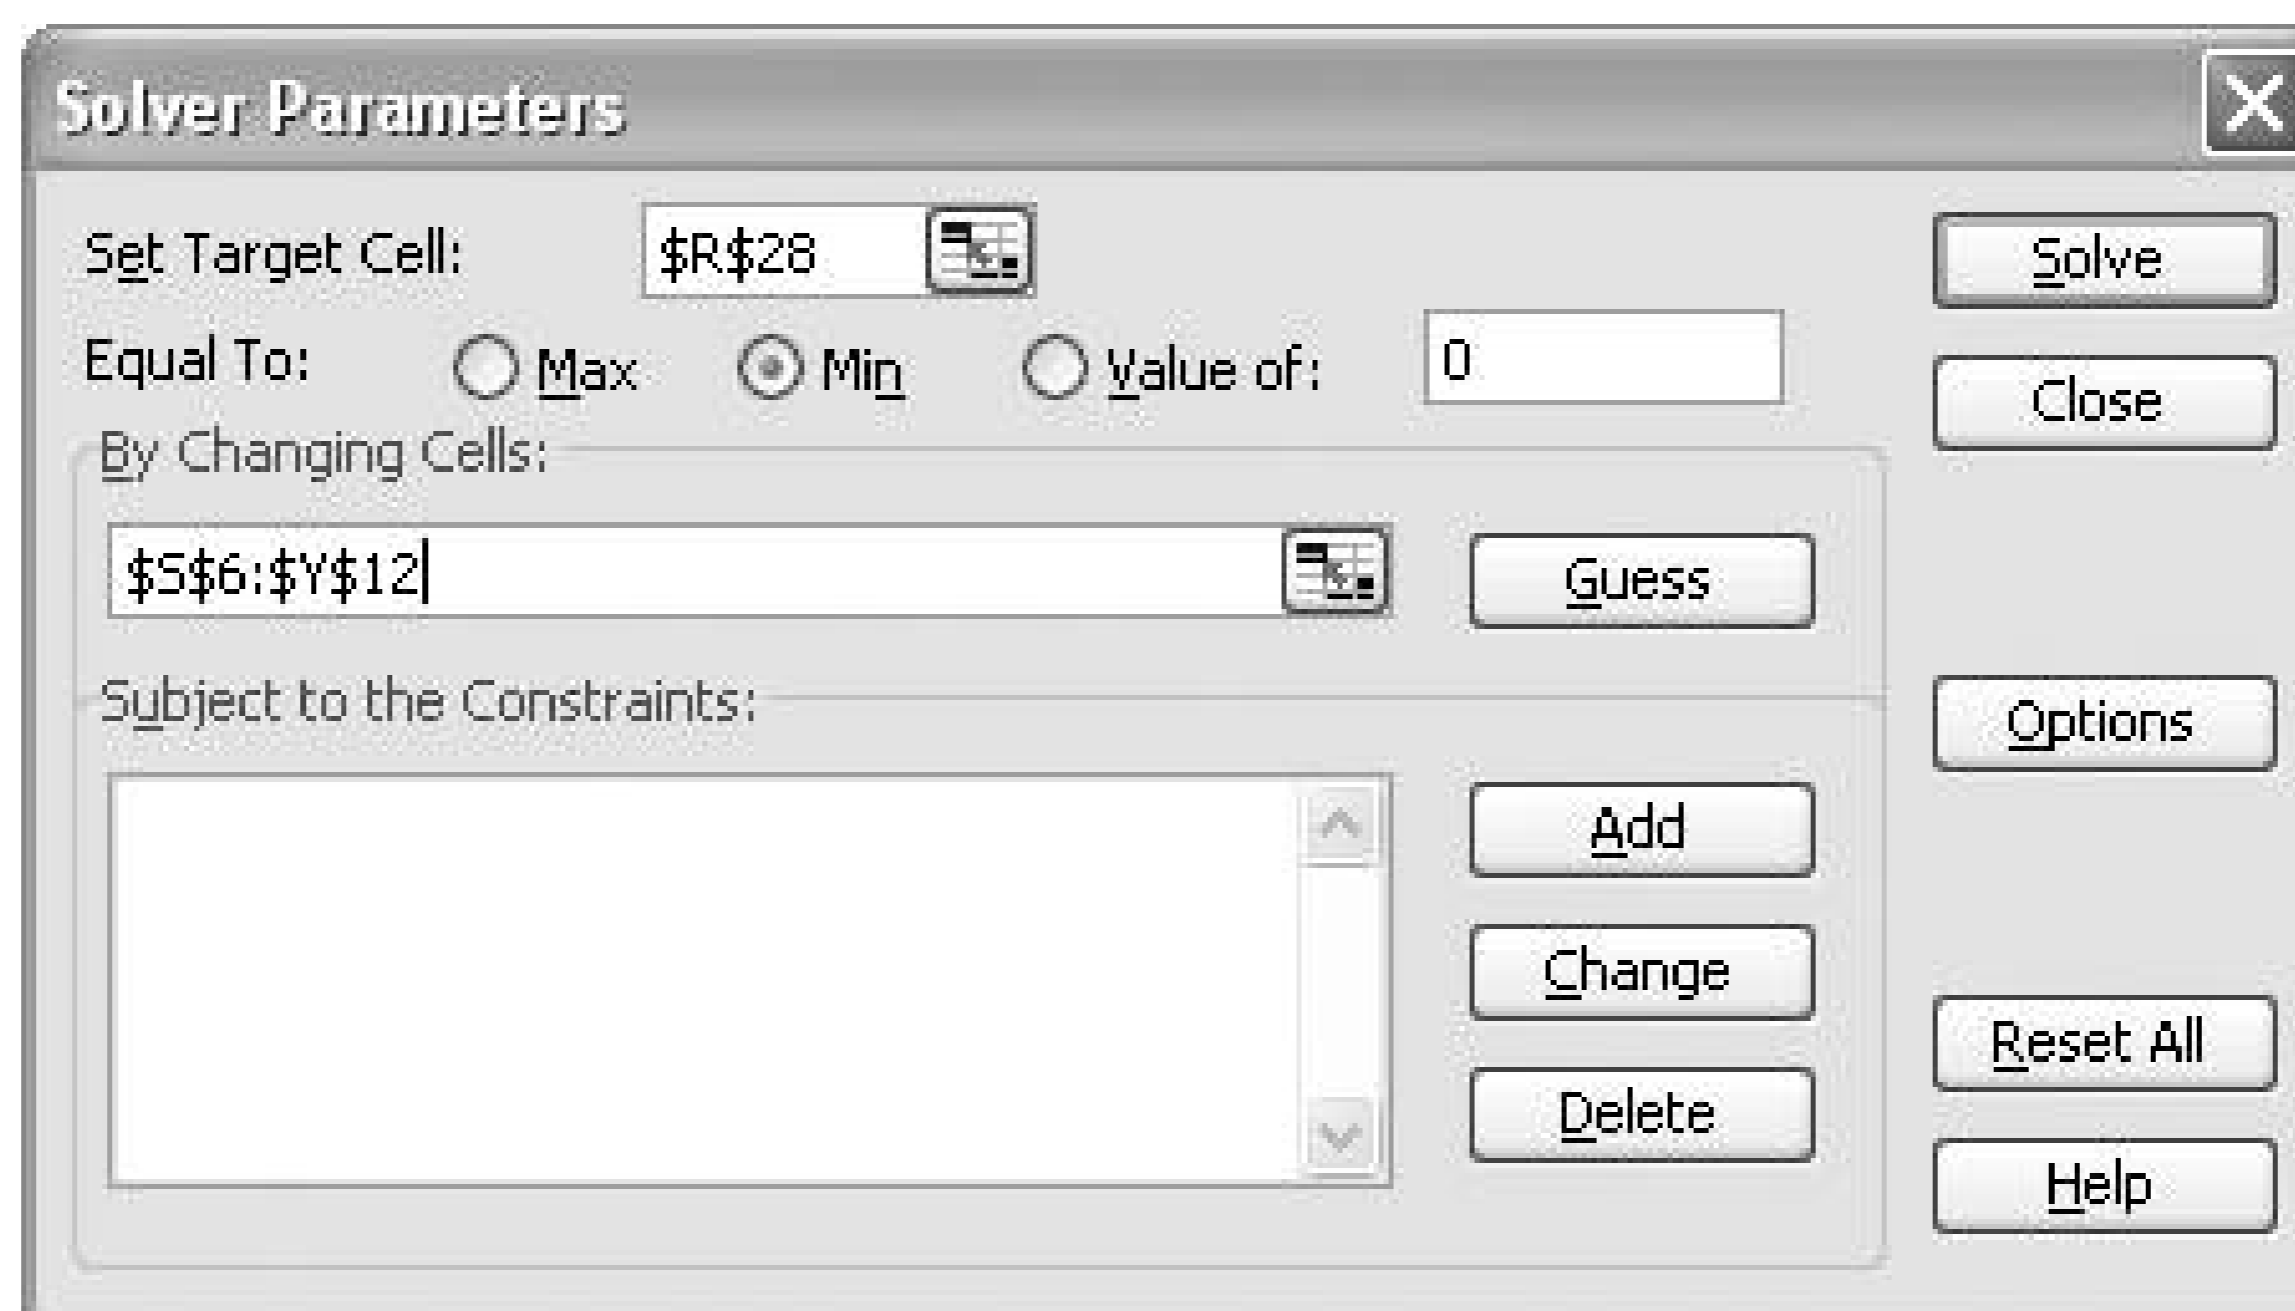 Solver Parameters
Set Target Cell: $R$28 Solve
Equal To: Max Min Value of: 0 Close
By Changing Cells:
$S$6:$Y$12 Guess
Subject to the Constraints: Options
Add
Change
Reset All
Delete
Help